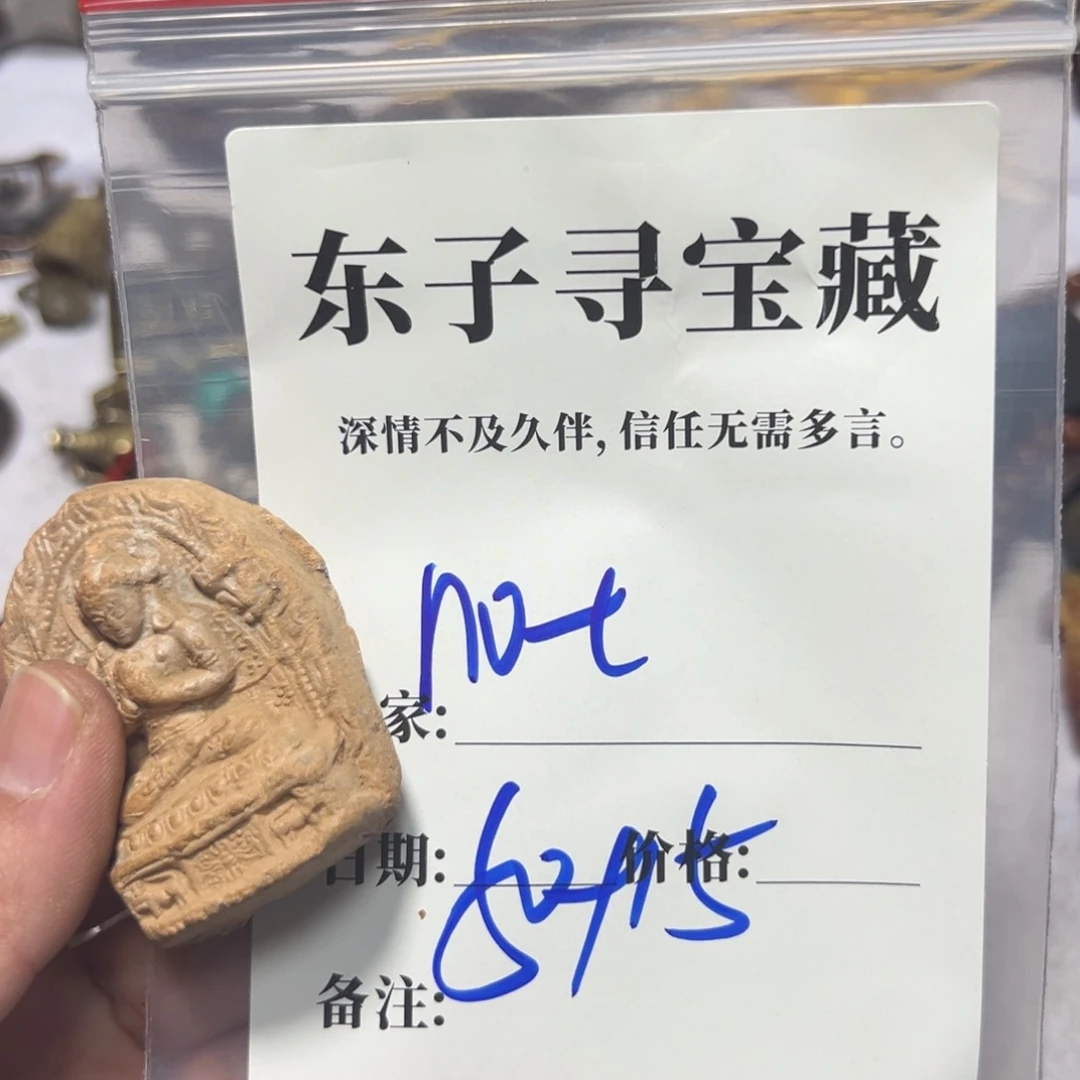 东子寻宝藏
深情不及久伴，信任无需多言。
家：
日期： 价格：
备注：